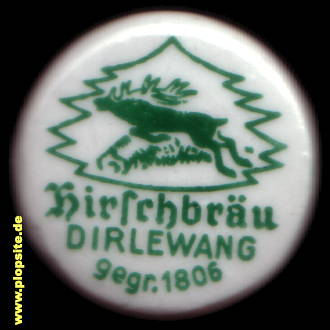 Hirschbräu
DIRLEWANG
gegr. 1806
www.plopsite.de